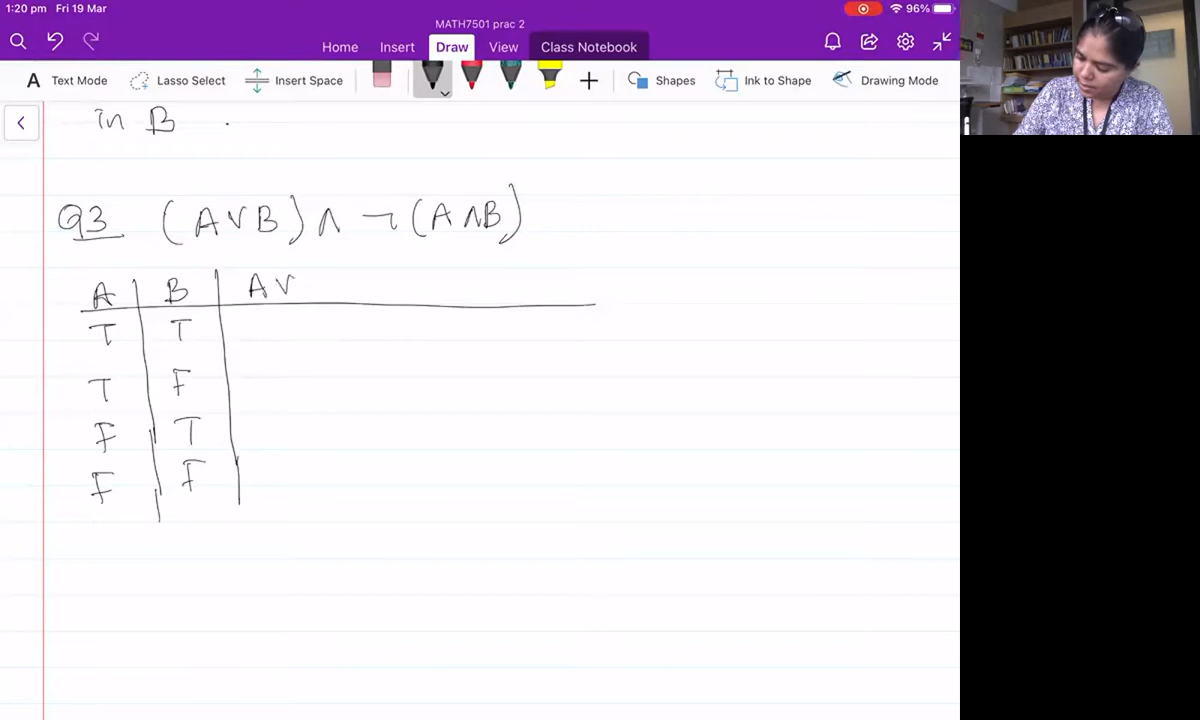 1:20 pm Fri 19 Mar
96%
MATH7501 prac 2
Home Insert Draw View Class Notebook
A Text Mode Lasso Select Insert Space Shapes Ink to Shape Drawing Mode
in B .
Q3 (A∨B) ∧ ¬(A∧B)
A B A ∨
T T
T F
F T
F F